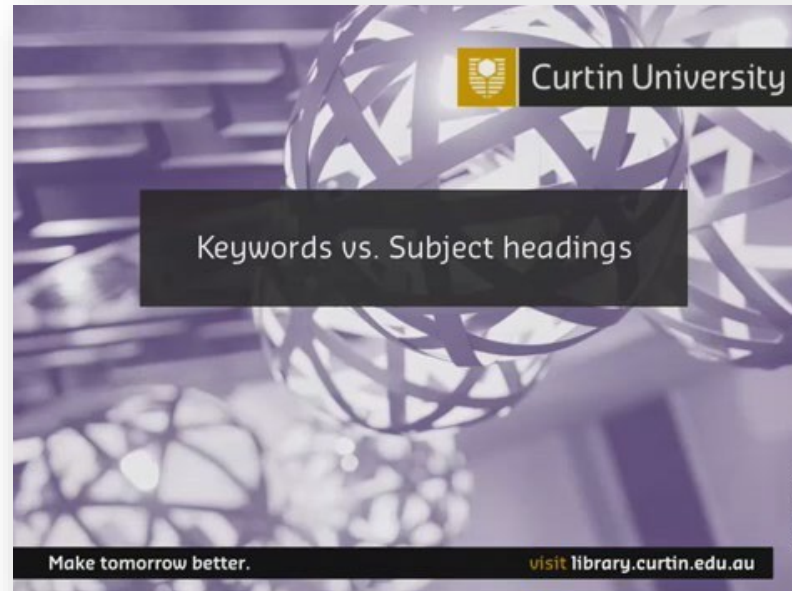 Curtin University
Keywords vs. Subject headings
Make tomorrow better.
visit library.curtin.edu.au